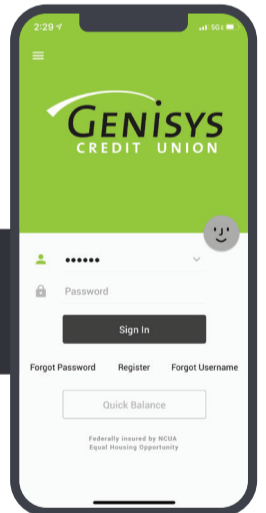 2:29
5G E
GENISYS
CREDIT UNION
••••••
Password
Sign In
Forgot Password Register Forgot Username
Quick Balance
Federally insured by NCUA
Equal Housing Opportunity